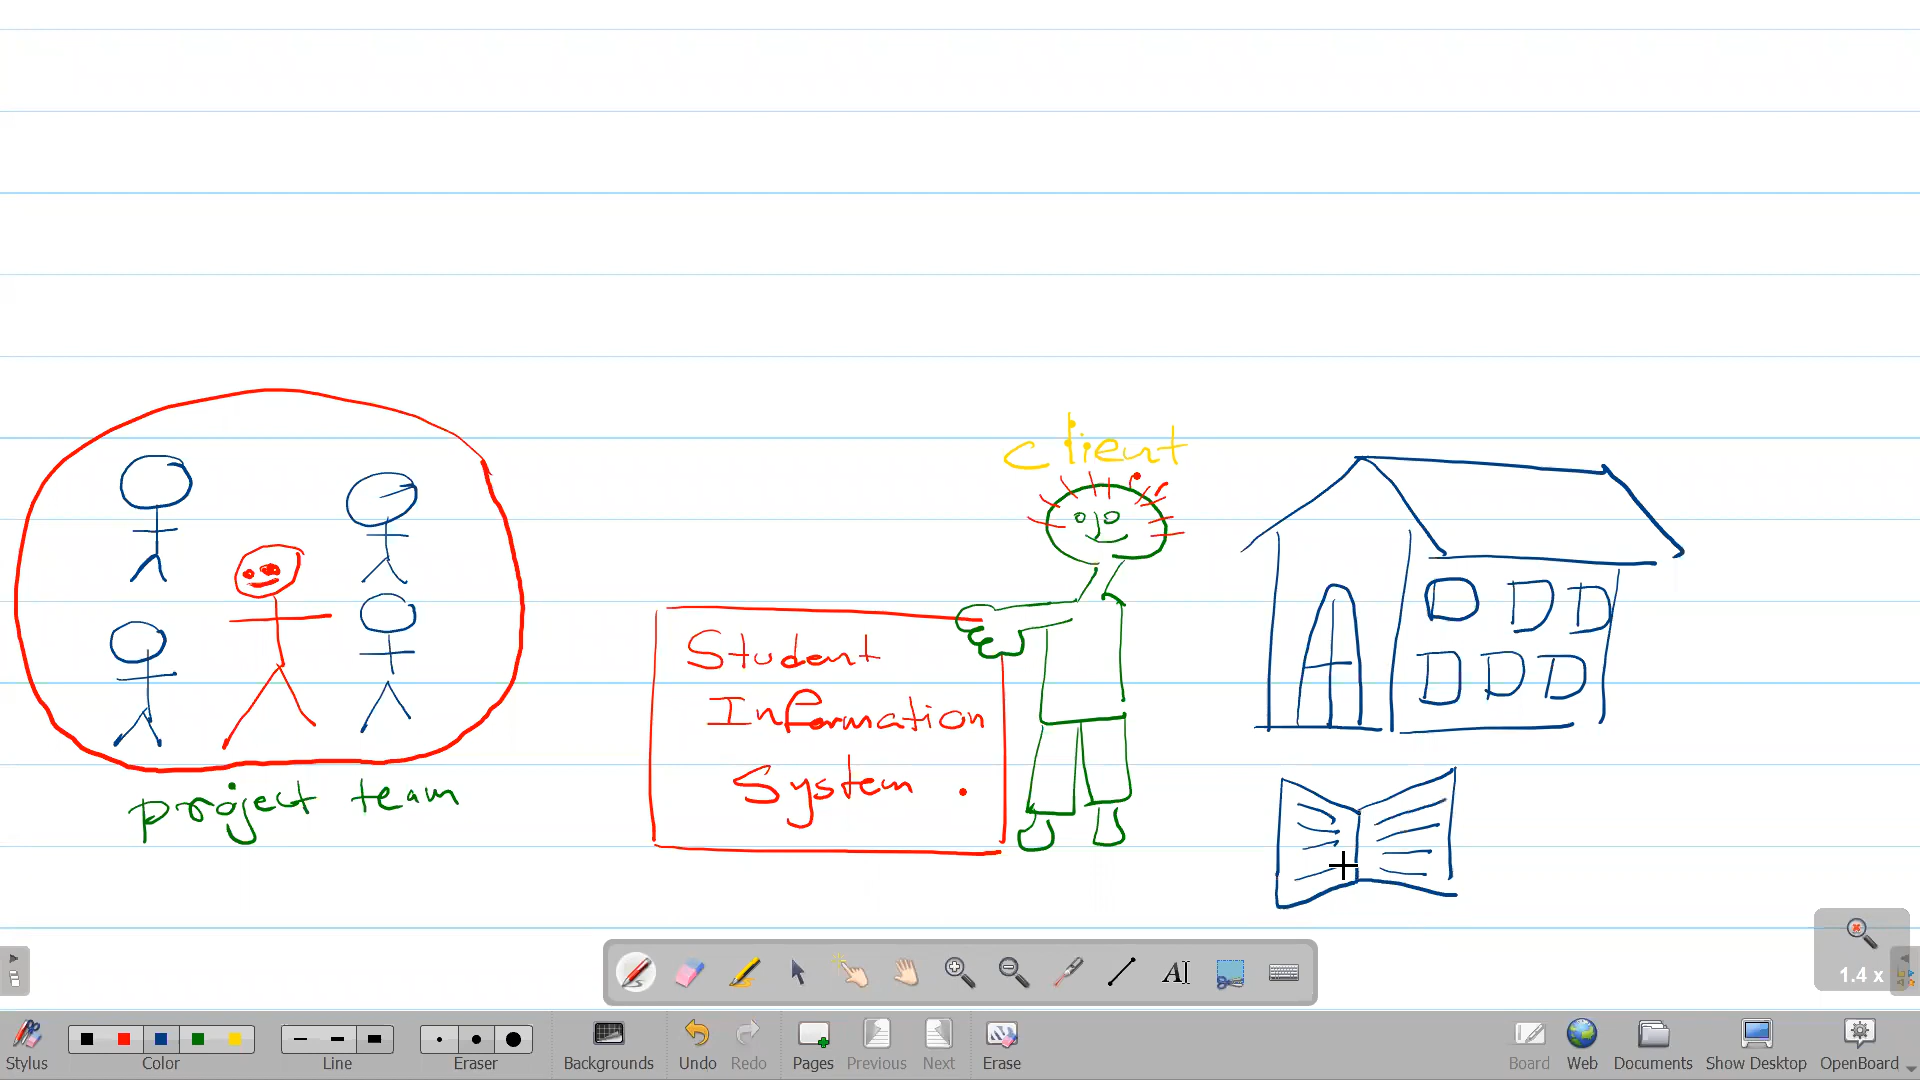 client
Student
Information
System .
project team
1.4 x
Stylus
Color
Line
Eraser
Backgrounds
Undo
Redo
Pages
Previous
Next
Erase
Board
Web
Documents
Show Desktop
OpenBoard